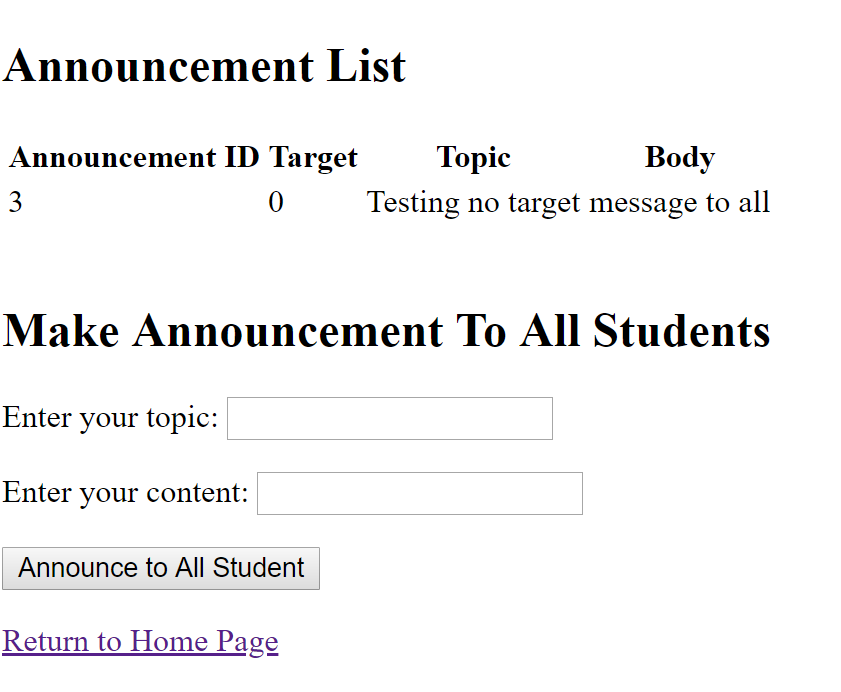 Announcement List
Announcement ID Target Topic Body
3 0 Testing no target message to all
Make Announcement To All Students
Enter your topic:
Enter your content:
Announce to All Student
Return to Home Page